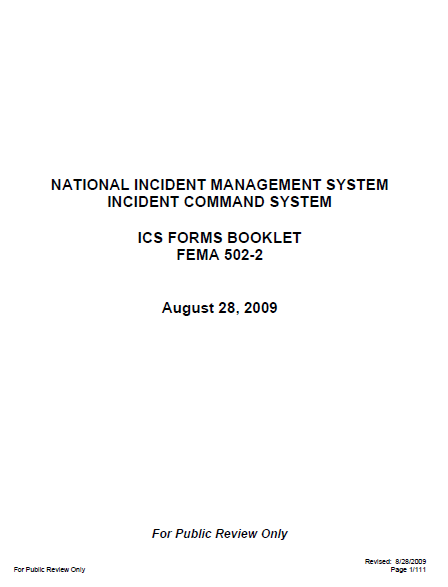 NATIONAL INCIDENT MANAGEMENT SYSTEM
INCIDENT COMMAND SYSTEM
ICS FORMS BOOKLET
FEMA 502-2
August 28, 2009
For Public Review Only
Revised: 8/28/2009
For Public Review Only
Page 1/111